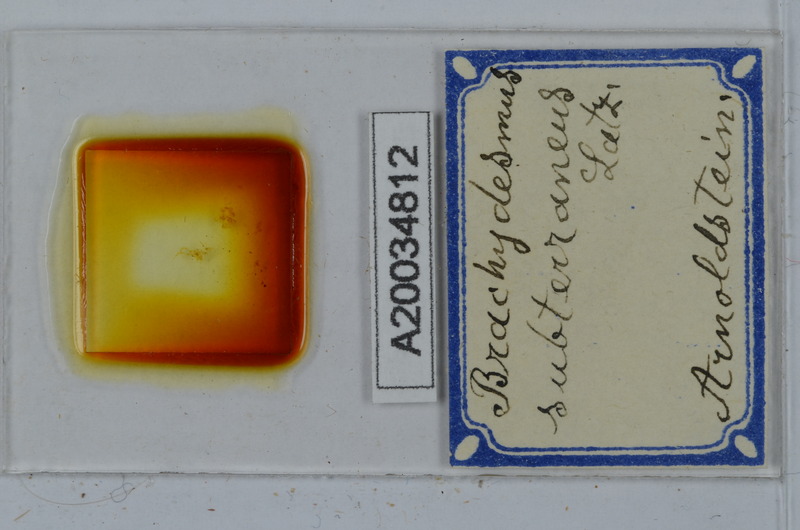 A20034812
Brachydesmus
subterraneus
Latz.
Arnoldstein.